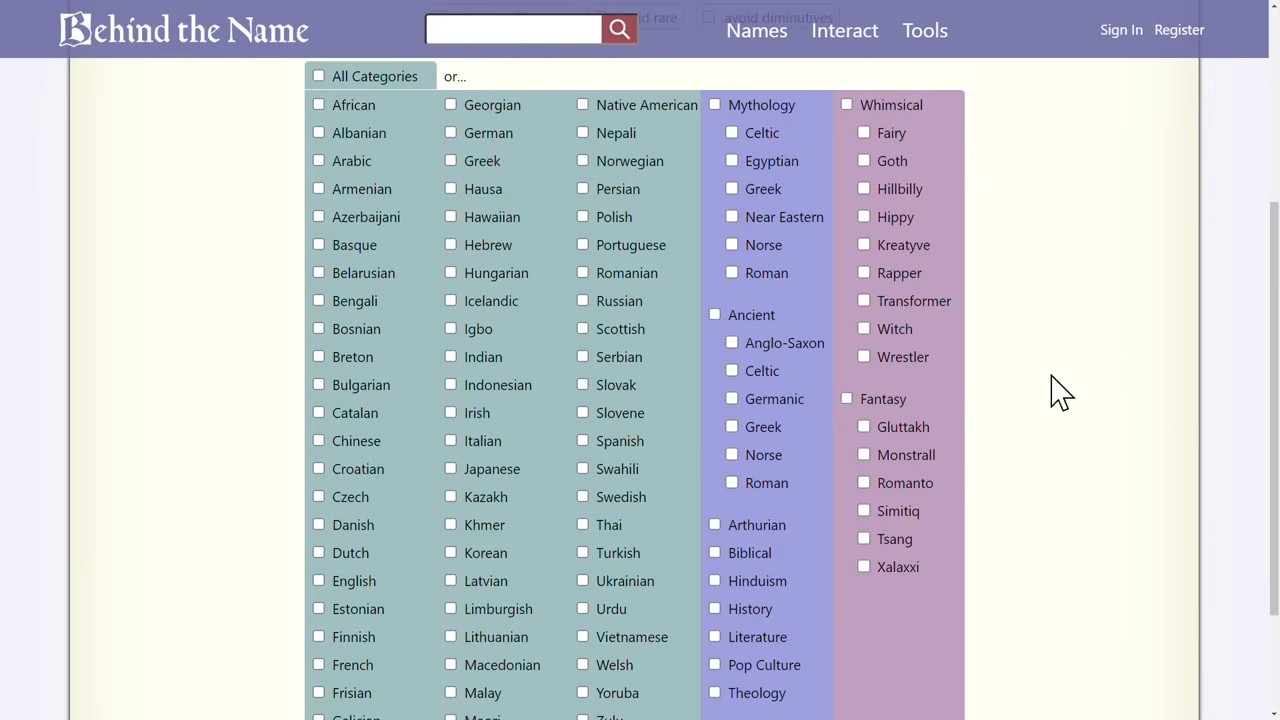 Behind the Name
Names
Interact
Tools
Sign In
Register
rare
avoid diminutives
All Categories
or...
African
Albanian
Arabic
Armenian
Azerbaijani
Basque
Belarusian
Bengali
Bosnian
Breton
Bulgarian
Catalan
Chinese
Croatian
Czech
Danish
Dutch
English
Estonian
Finnish
French
Frisian
Galician
Georgian
German
Greek
Hausa
Hawaiian
Hebrew
Hungarian
Icelandic
Igbo
Indian
Indonesian
Irish
Italian
Japanese
Kazakh
Khmer
Korean
Latvian
Limburgish
Lithuanian
Macedonian
Malay
Maori
Native American
Nepali
Norwegian
Persian
Polish
Portuguese
Romanian
Russian
Scottish
Serbian
Slovak
Slovene
Spanish
Swahili
Swedish
Thai
Turkish
Ukrainian
Urdu
Vietnamese
Welsh
Yoruba
Zulu
Mythology
Celtic
Egyptian
Greek
Near Eastern
Norse
Roman
Ancient
Anglo-Saxon
Celtic
Germanic
Greek
Norse
Roman
Arthurian
Biblical
Hinduism
History
Literature
Pop Culture
Theology
Whimsical
Fairy
Goth
Hillbilly
Hippy
Kreatyve
Rapper
Transformer
Witch
Wrestler
Fantasy
Gluttakh
Monstrall
Romanto
Simitiq
Tsang
Xalaxxi